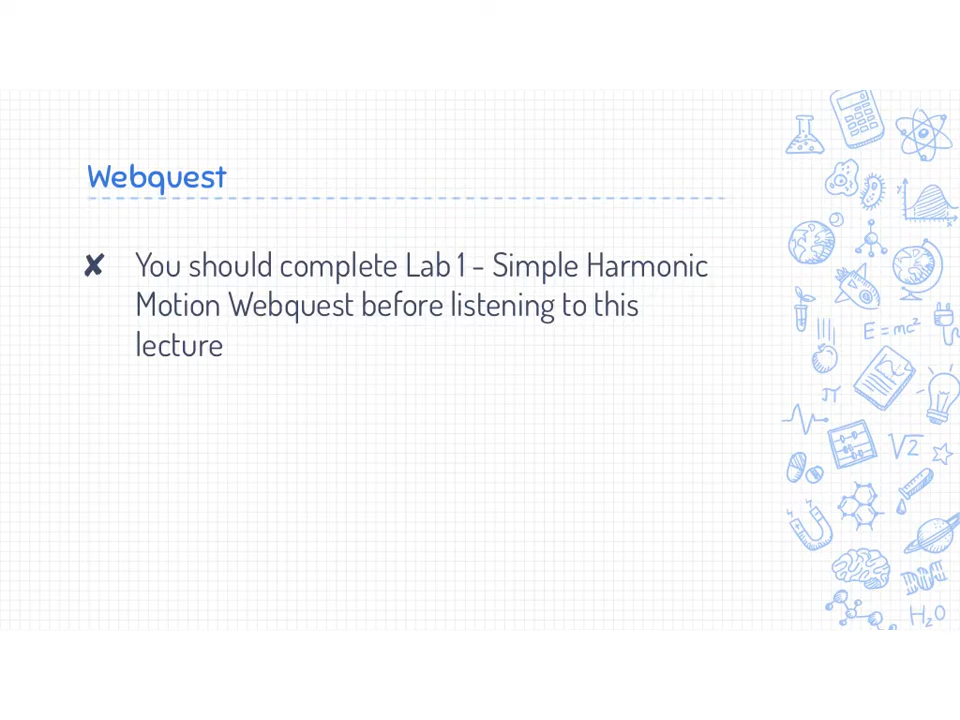 Webquest
✘ You should complete Lab 1 - Simple Harmonic
Motion Webquest before listening to this
lecture
y
x
E = mc²
π
√2
H₂O